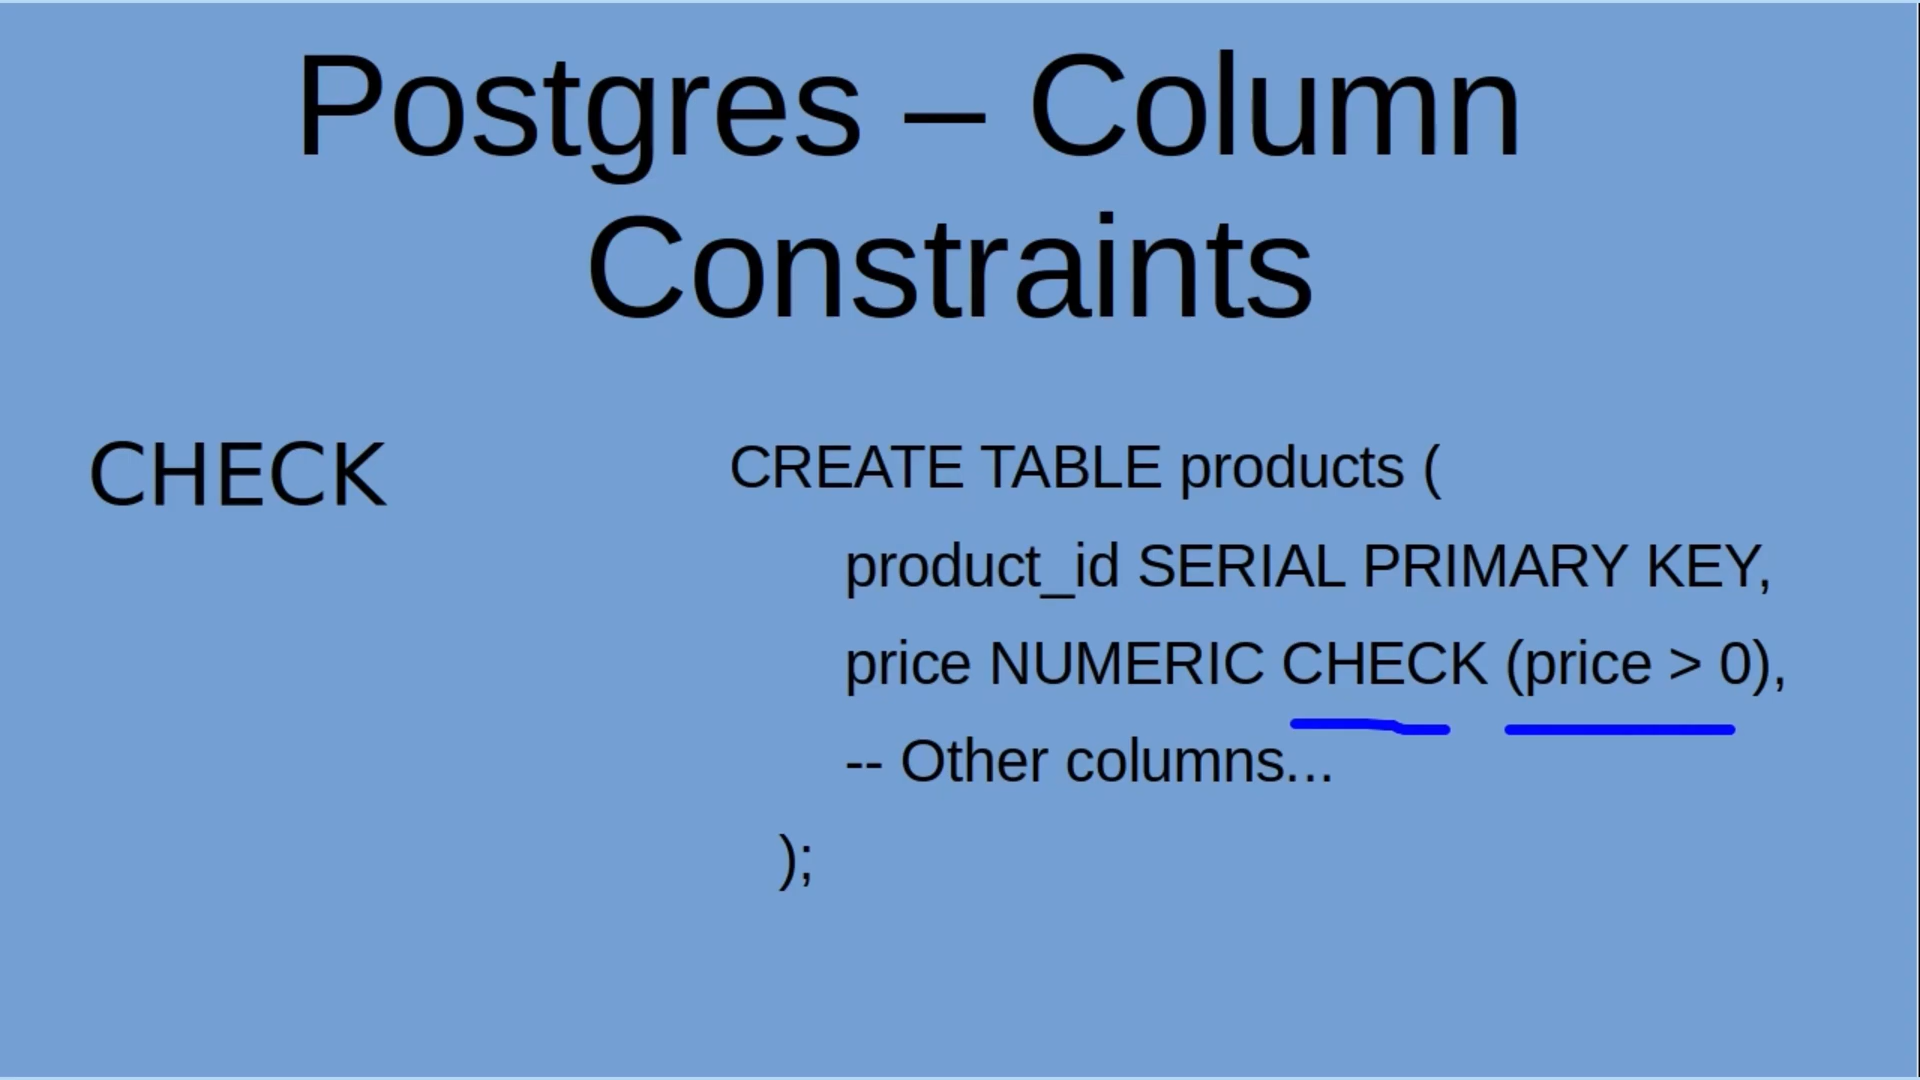 Postgres – Column
Constraints
CHECK
CREATE TABLE products (
product_id SERIAL PRIMARY KEY,
price NUMERIC CHECK (price > 0),
-- Other columns...
);